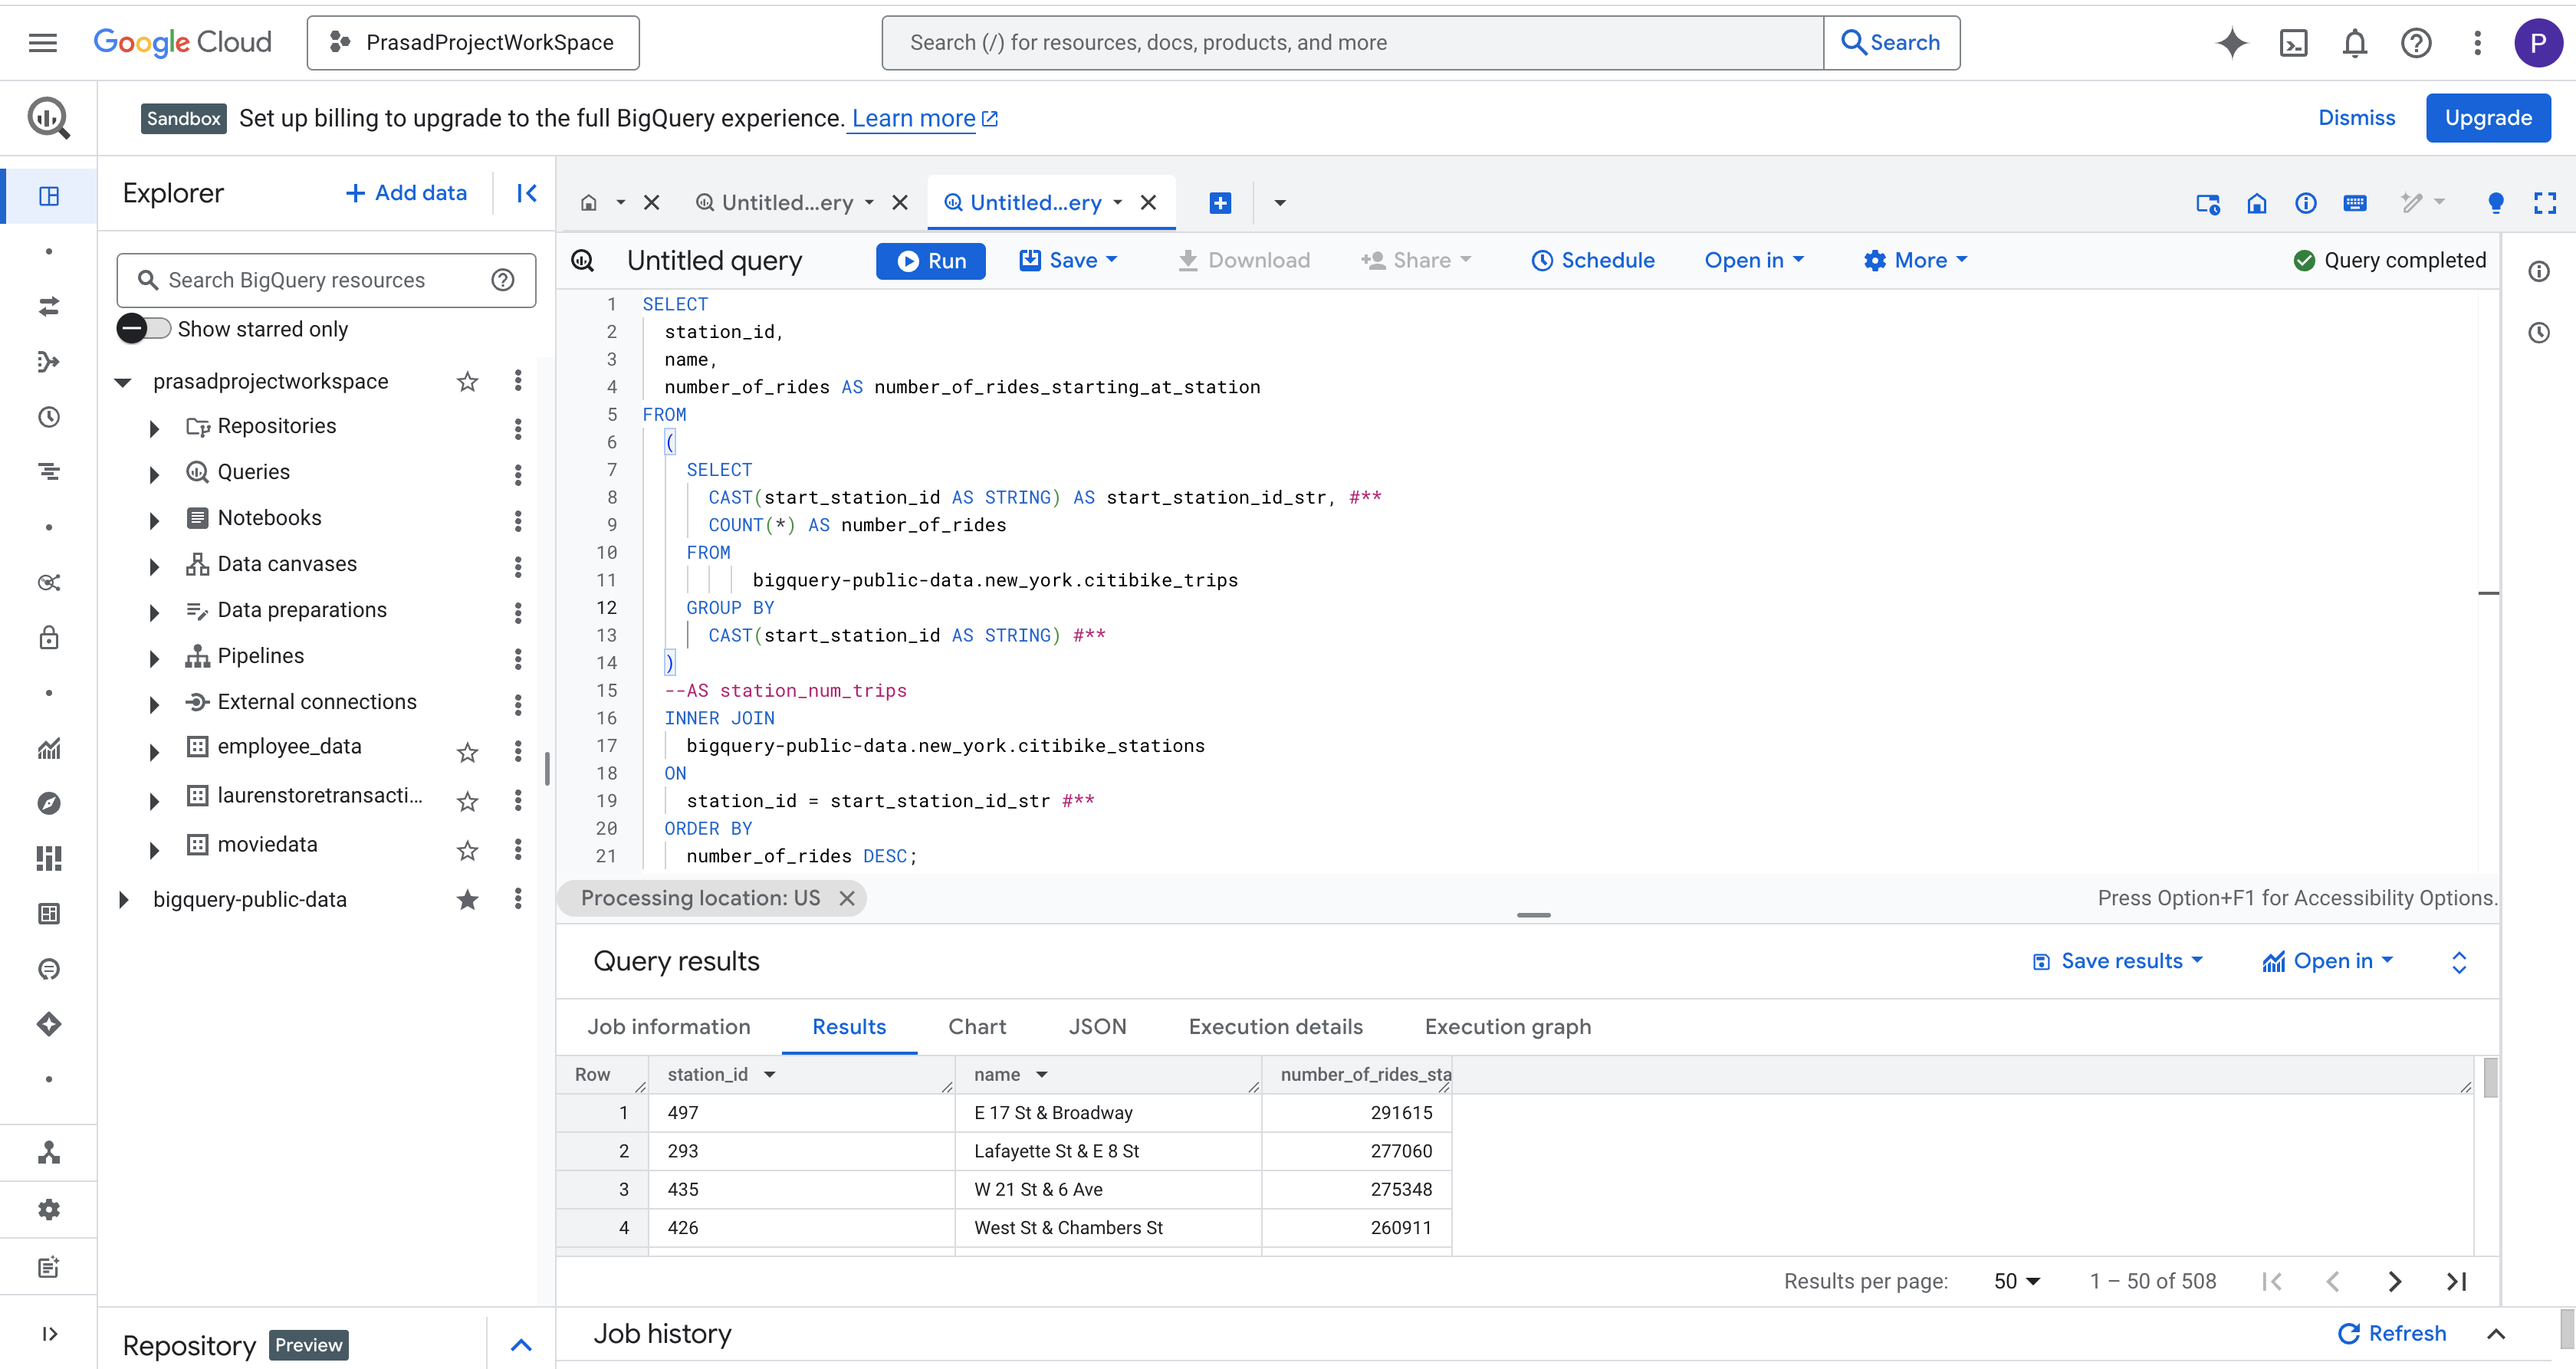 Google Cloud
PrasadProjectWorkSpace
Search (/) for resources, docs, products, and more
Search
P
Sandbox
Set up billing to upgrade to the full BigQuery experience. Learn more
Dismiss
Upgrade
Explorer
+ Add data
Search BigQuery resources
Show starred only
prasadprojectworkspace
Repositories
Queries
Notebooks
Data canvases
Data preparations
Pipelines
External connections
employee_data
laurenstoretransacti...
moviedata
bigquery-public-data
Repository
Preview
Untitled...ery
Untitled...ery
Untitled query
Run
Save
Download
Share
Schedule
Open in
More
Query completed
1 SELECT
2 station_id,
3 name,
4 number_of_rides AS number_of_rides_starting_at_station
5 FROM
6 (
7 SELECT
8 CAST(start_station_id AS STRING) AS start_station_id_str, #**
9 COUNT(*) AS number_of_rides
10 FROM
11 bigquery-public-data.new_york.citibike_trips
12 GROUP BY
13 CAST(start_station_id AS STRING) #**
14 )
15 --AS station_num_trips
16 INNER JOIN
17 bigquery-public-data.new_york.citibike_stations
18 ON
19 station_id = start_station_id_str #**
20 ORDER BY
21 number_of_rides DESC;
Processing location: US
Press Option+F1 for Accessibility Options.
Query results
Save results
Open in
Job information
Results
Chart
JSON
Execution details
Execution graph
Row station_id name number_of_rides_sta
1 497 E 17 St & Broadway 291615
2 293 Lafayette St & E 8 St 277060
3 435 W 21 St & 6 Ave 275348
4 426 West St & Chambers St 260911
Results per page: 50 1 – 50 of 508
Job history
Refresh